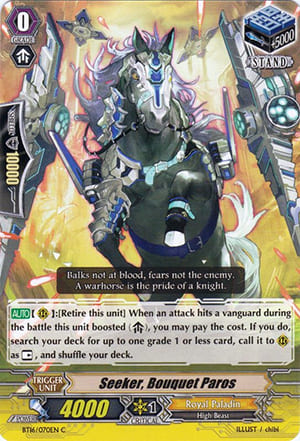 0
GRADE
+5000
STAND
10000
SHIELD
Balks not at blood, fears not the enemy.
A warhorse is the pride of a knight.
AUTO [ ]:[Retire this unit] When an attack hits a vanguard during
the battle this unit boosted ( ), you may pay the cost. If you do,
search your deck for up to one grade 1 or less card, call it to
as , and shuffle your deck.
TRIGGER
UNIT
Seeker, Bouquet Paros
POWER
4000
1
CRITICAL
Royal Paladin
High Beast
BT16/070EN C
ILLUST / chibi